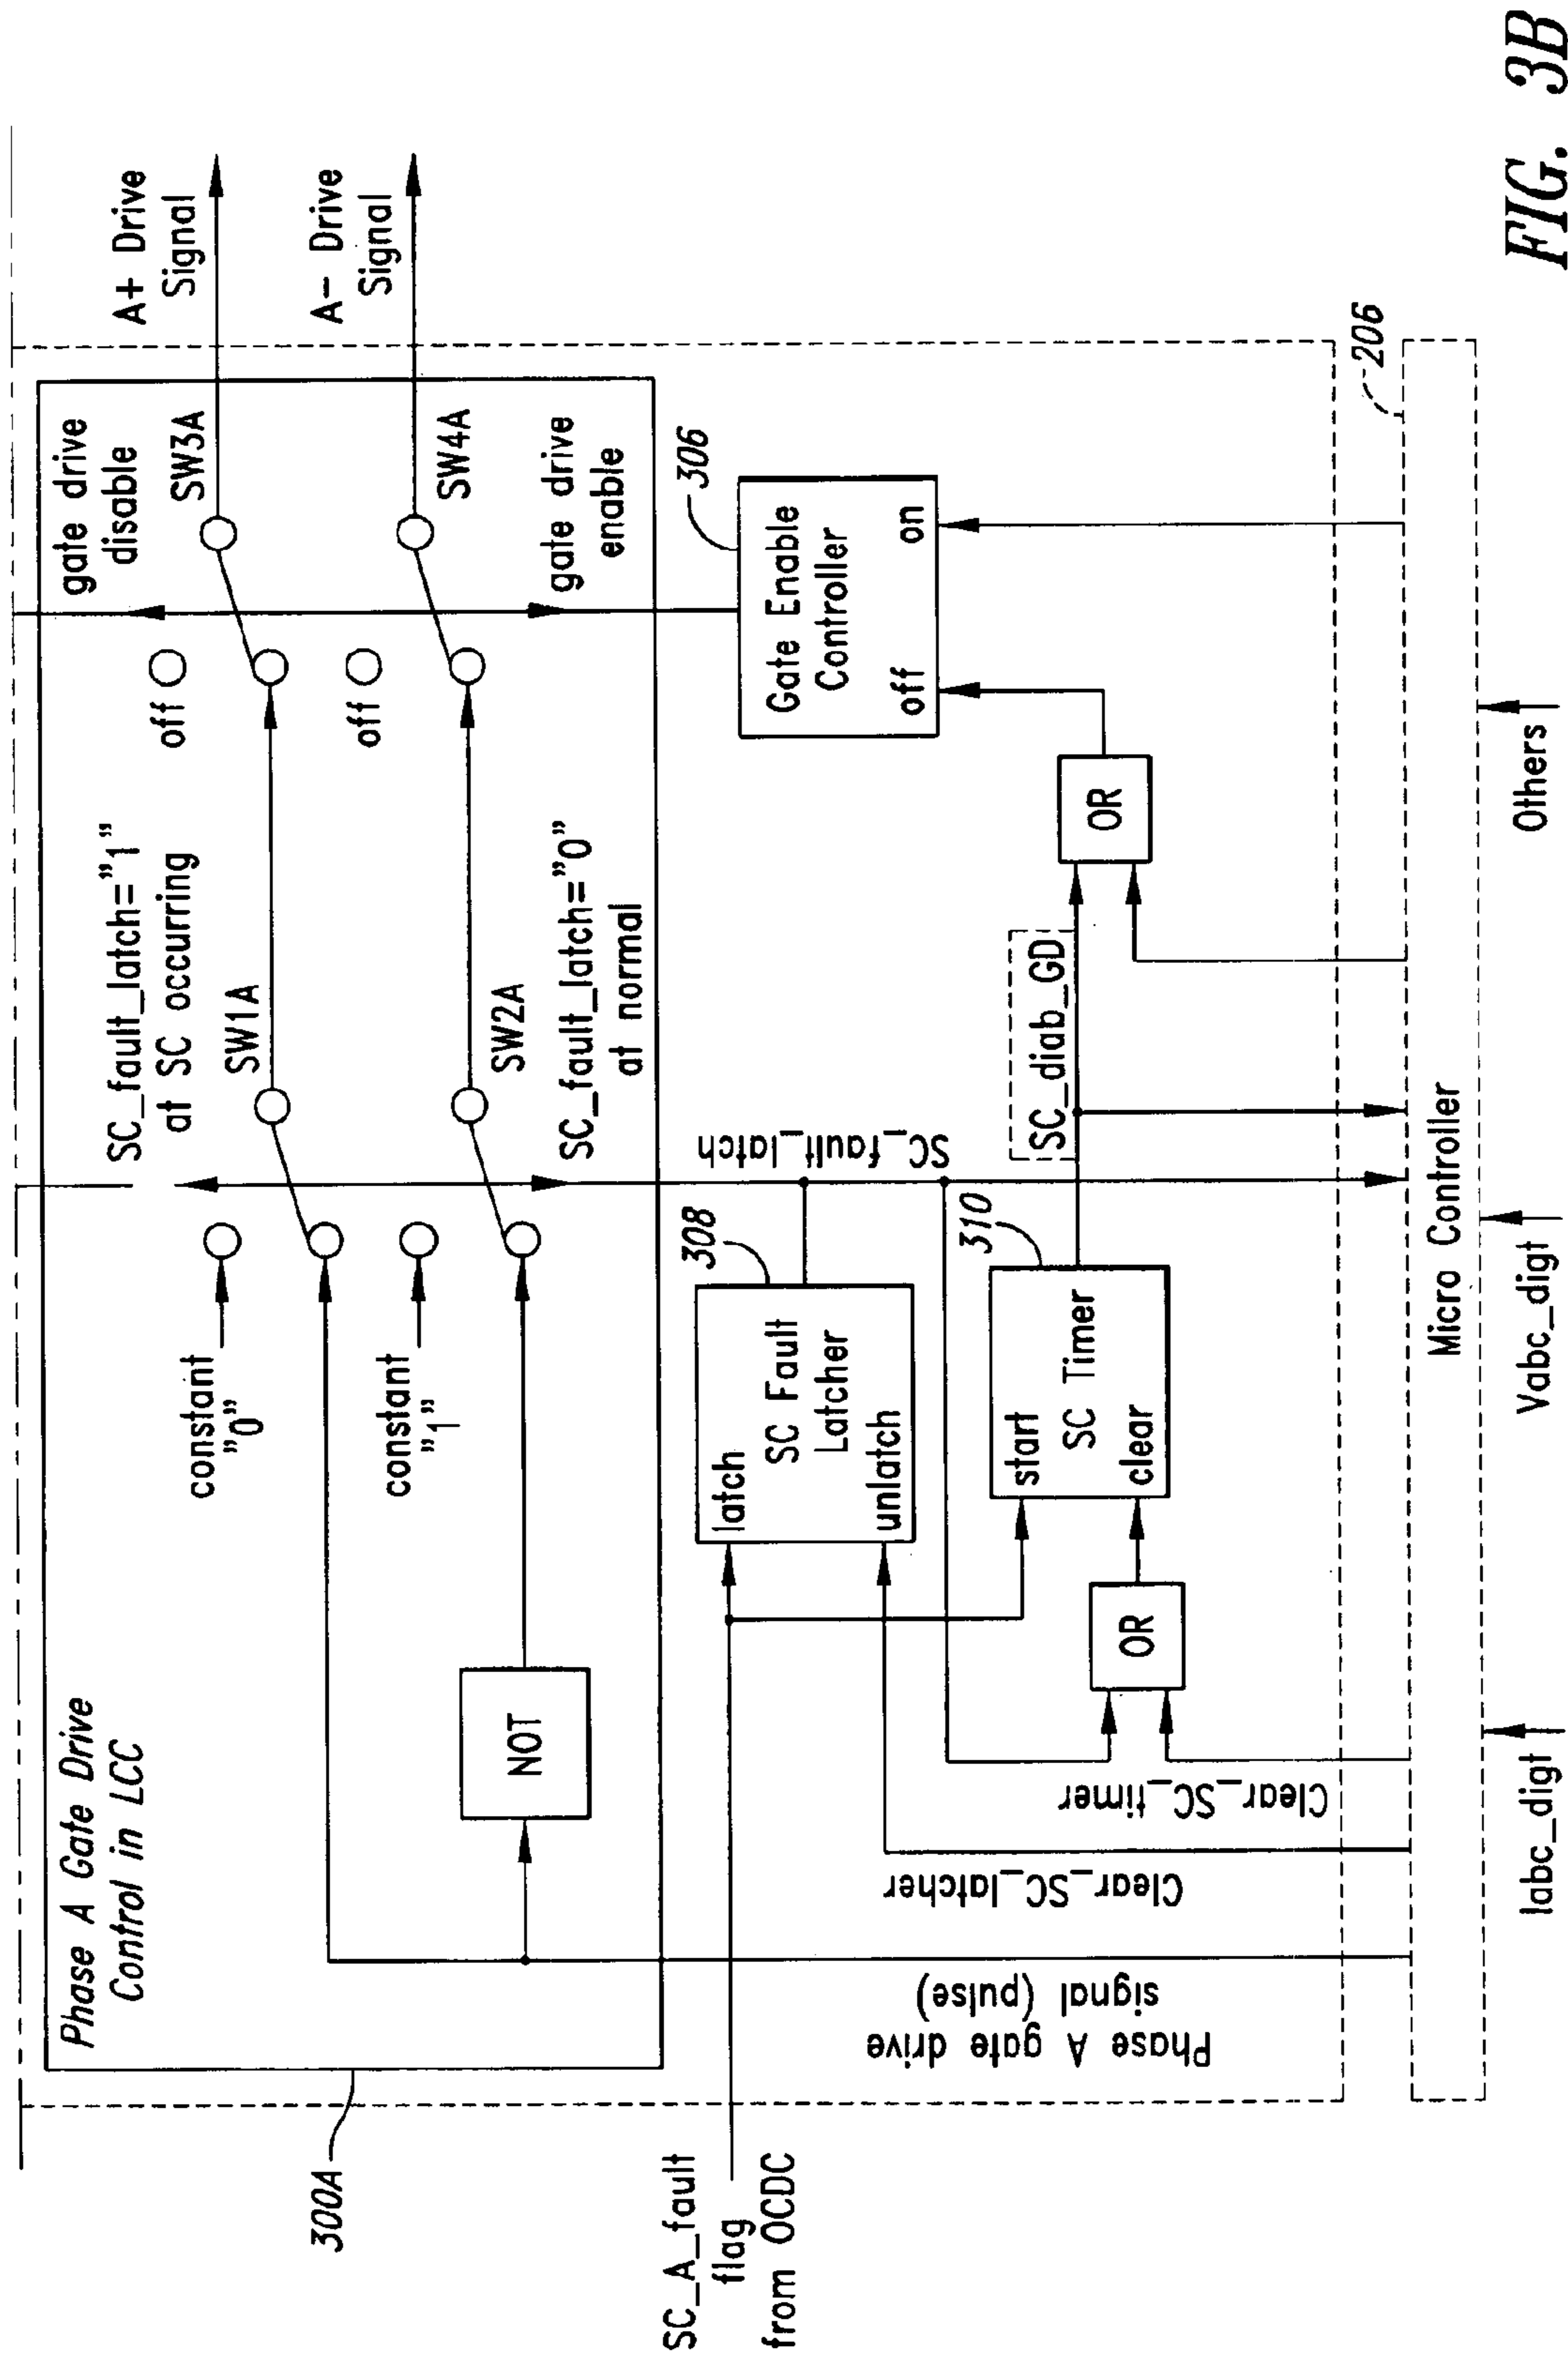 Phase A Gate Drive
Control in LCC
300A
constant
"0"
constant
"1"
NOT
SC_fault_latch="1"
at SC occurring
SW1A
SW2A
SC_fault_latch="0"
at normal
off
off
gate drive
disable
SW3A
SW4A
gate drive
enable
A+ Drive
Signal
A- Drive
Signal
SC_A_fault
flag
from OCDC
latch
SC Fault
Latcher
unlatch
308
SC_fault_latch
306
Gate Enable
Controller
off
on
310
start
SC Timer
clear
OR
SC_diab_GD
OR
Phase A gate drive
signal (pulse)
Clear_SC_latcher
Clear_SC_timer
206
Micro Controller
Iabc_digt
Vabc_digt
Others
FIG. 3B